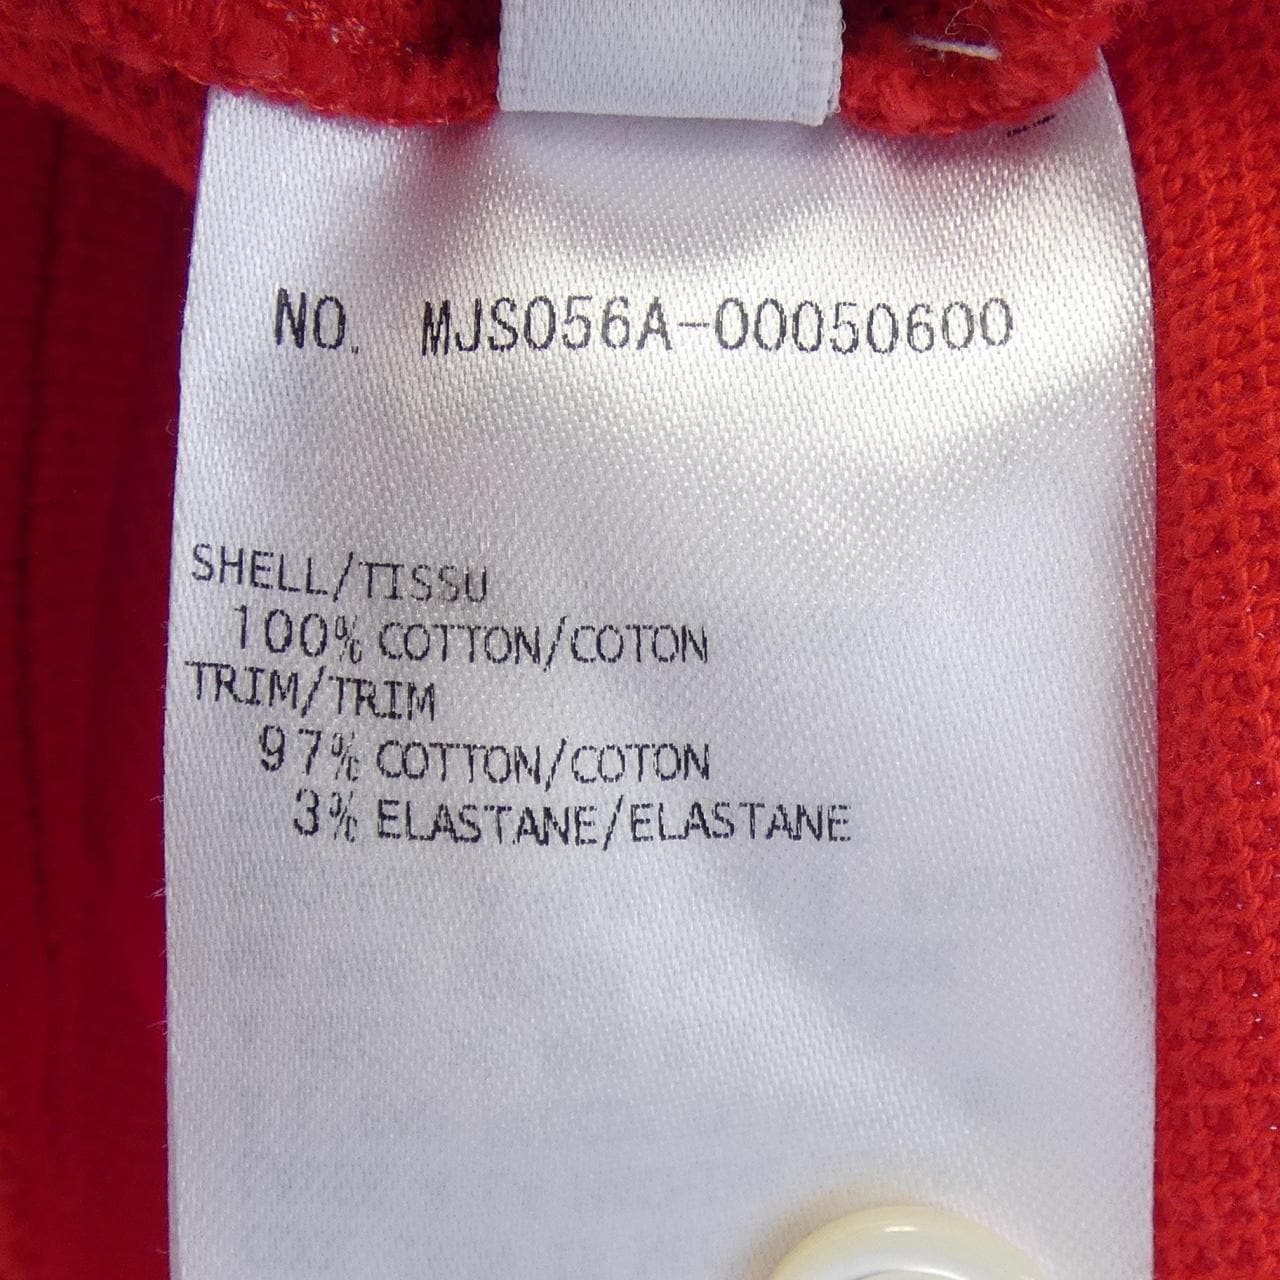 NO. MJS056A-00050600
SHELL/TISSU
100% COTTON/COTON
TRIM/TRIM
97% COTTON/COTON
3% ELASTANE/ELASTANE